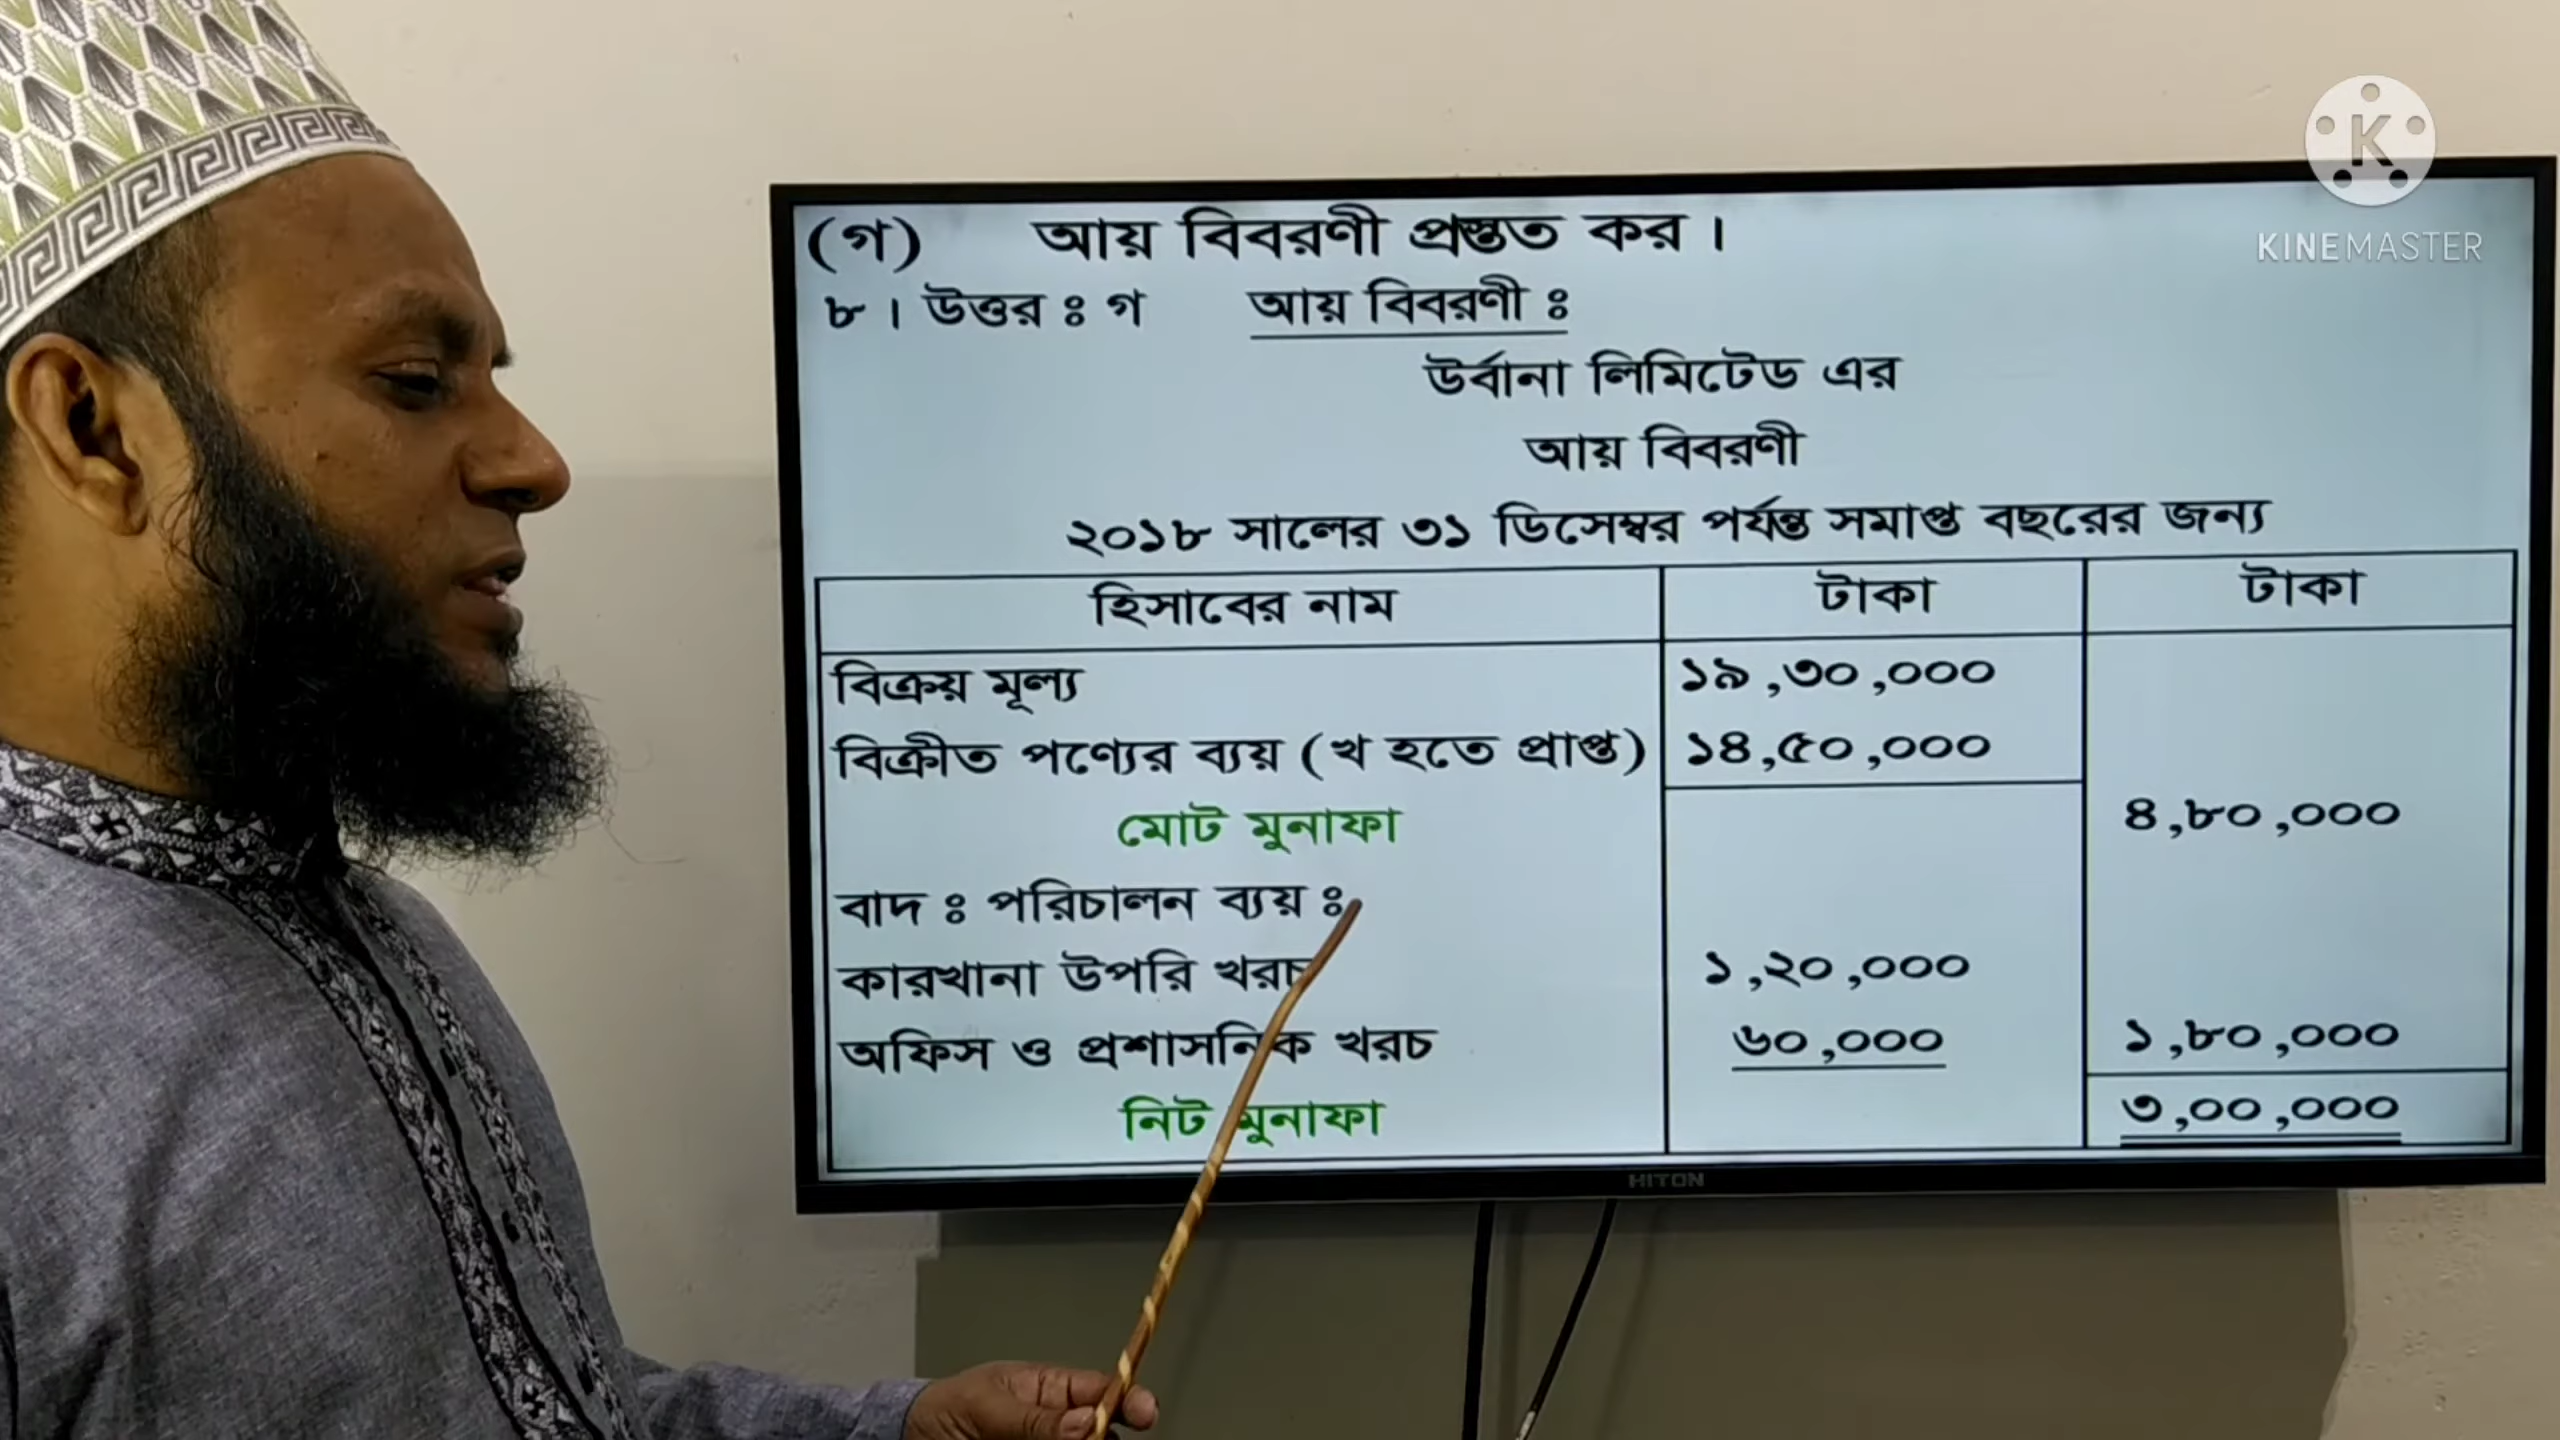 KINEMASTER
(গ) আয় বিবরণী প্রস্তত কর ।
৮ । উত্তর ঃ গ আয় বিবরণী ঃ
উর্বানা লিমিটেড এর
আয় বিবরণী
২০১৮ সালের ৩১ ডিসেম্বর পর্যন্ত সমাপ্ত বছরের জন্য
হিসাবের নাম টাকা টাকা
বিক্রয় মূল্য ১৯,৩০,০০০
বিক্রীত পণ্যের ব্যয় (খ হতে প্রাপ্ত) ১৪,৫০,০০০
মোট মুনাফা ৪,৮০,০০০
বাদ ঃ পরিচালন ব্যয় ঃ
কারখানা উপরি খরচ ১,২০,০০০
অফিস ও প্রশাসনিক খরচ ৬০,০০০ ১,৮০,০০০
নিট মুনাফা ৩,০০,০০০
HITON